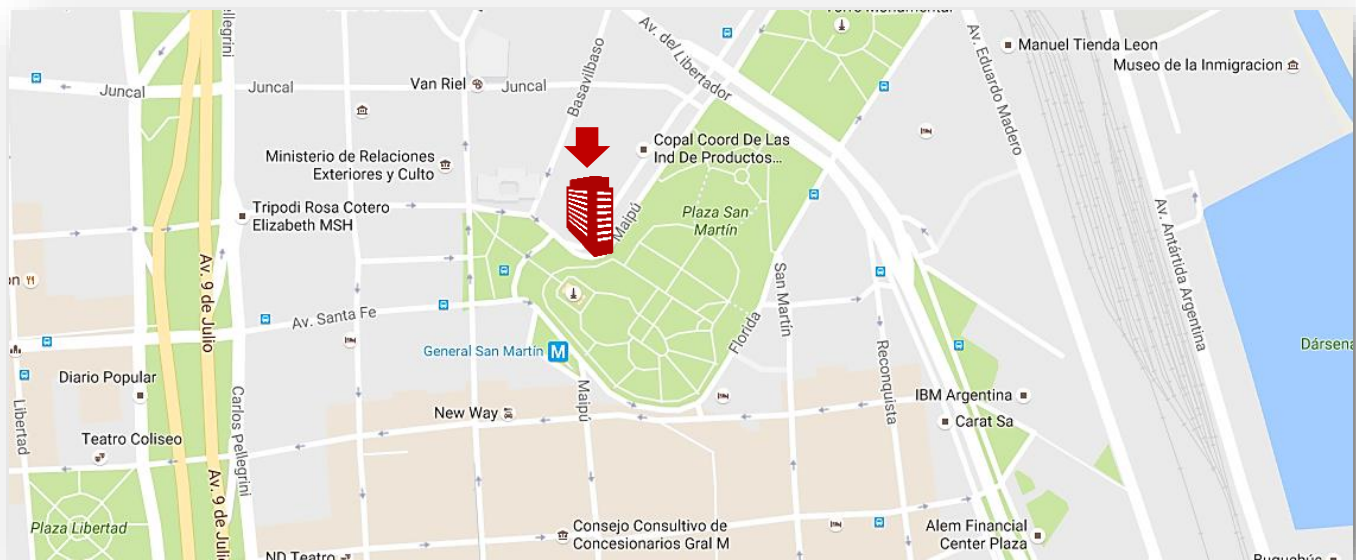 Torre Monumental
Pellegrini
Av. del Libertador
Av. Eduardo Madero
Manuel Tienda Leon
Museo de la Inmigracion
Juncal
Juncal
Van Riel
Juncal
Basavilbaso
Copal Coord De Las
Ind De Productos...
Ministerio de Relaciones
Exteriores y Culto
Tripodi Rosa Cotero
Elizabeth MSH
Maipú
Plaza San
Martín
Av. Antártida Argentina
Av. 9 de Julio
San Martín
Av. Santa Fe
Florida
General San Martín
M
Reconquista
Dársena
Diario Popular
Libertad
Carlos Pellegrini
Maipú
New Way
IBM Argentina
Carat Sa
Teatro Coliseo
Av. 9 de Julio
Plaza Libertad
Consejo Consultivo de
Concesionarios Gral M
Alem Financial
Center Plaza
ND Teatro